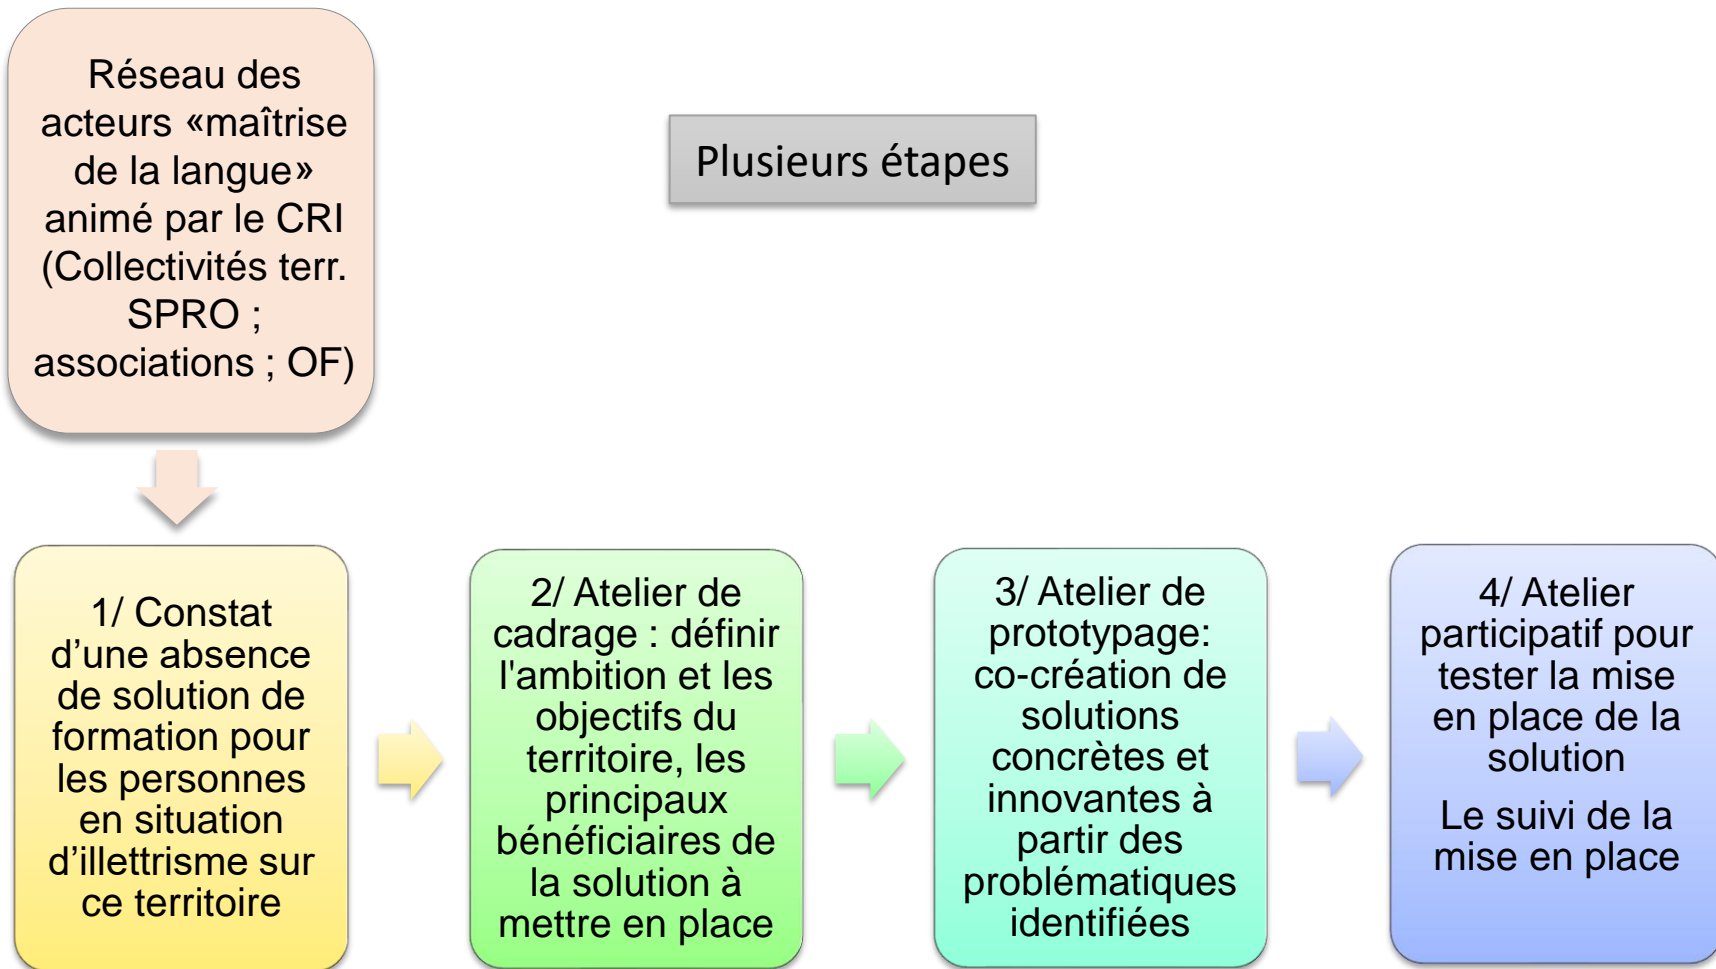 Réseau des
acteurs «maîtrise
de la langue»
animé par le CRI
(Collectivités terr.
SPRO ;
associations ; OF)
Plusieurs étapes
1/ Constat
d’une absence
de solution de
formation pour
les personnes
en situation
d’illettrisme sur
ce territoire
2/ Atelier de
cadrage : définir
l'ambition et les
objectifs du
territoire, les
principaux
bénéficiaires de
la solution à
mettre en place
3/ Atelier de
prototypage:
co-création de
solutions
concrètes et
innovantes à
partir des
problématiques
identifiées
4/ Atelier
participatif pour
tester la mise
en place de la
solution
Le suivi de la
mise en place